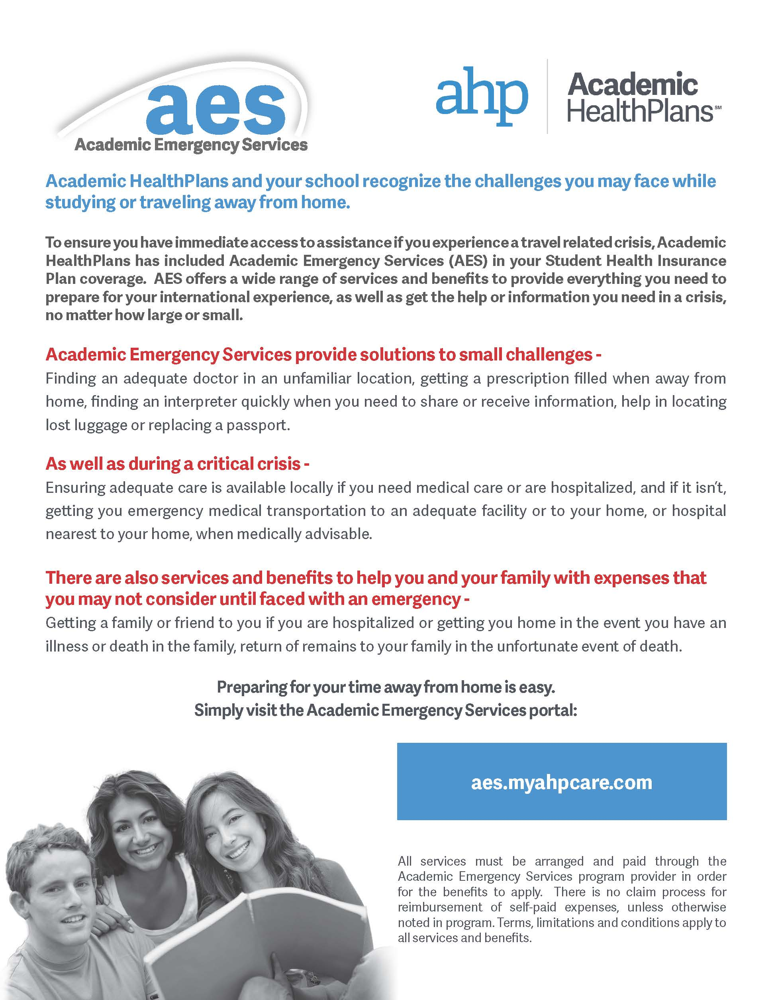 aes
Academic Emergency Services
ahp
Academic
HealthPlans℠
Academic HealthPlans and your school recognize the challenges you may face while
studying or traveling away from home.
To ensure you have immediate access to assistance if you experience a travel related crisis, Academic
HealthPlans has included Academic Emergency Services (AES) in your Student Health Insurance
Plan coverage.  AES offers a wide range of services and benefits to provide everything you need to
prepare for your international experience, as well as get the help or information you need in a crisis,
no matter how large or small.
Academic Emergency Services provide solutions to small challenges -
Finding an adequate doctor in an unfamiliar location, getting a prescription filled when away from
home, finding an interpreter quickly when you need to share or receive information, help in locating
lost luggage or replacing a passport.
As well as during a critical crisis -
Ensuring adequate care is available locally if you need medical care or are hospitalized, and if it isn't,
getting you emergency medical transportation to an adequate facility or to your home, or hospital
nearest to your home, when medically advisable.
There are also services and benefits to help you and your family with expenses that
you may not consider until faced with an emergency -
Getting a family or friend to you if you are hospitalized or getting you home in the event you have an
illness or death in the family, return of remains to your family in the unfortunate event of death.
Preparing for your time away from home is easy.
Simply visit the Academic Emergency Services portal:
aes.myahpcare.com
All services must be arranged and paid through the
Academic Emergency Services program provider in order
for the benefits to apply.  There is no claim process for
reimbursement of self-paid expenses, unless otherwise
noted in program. Terms, limitations and conditions apply to
all services and benefits.